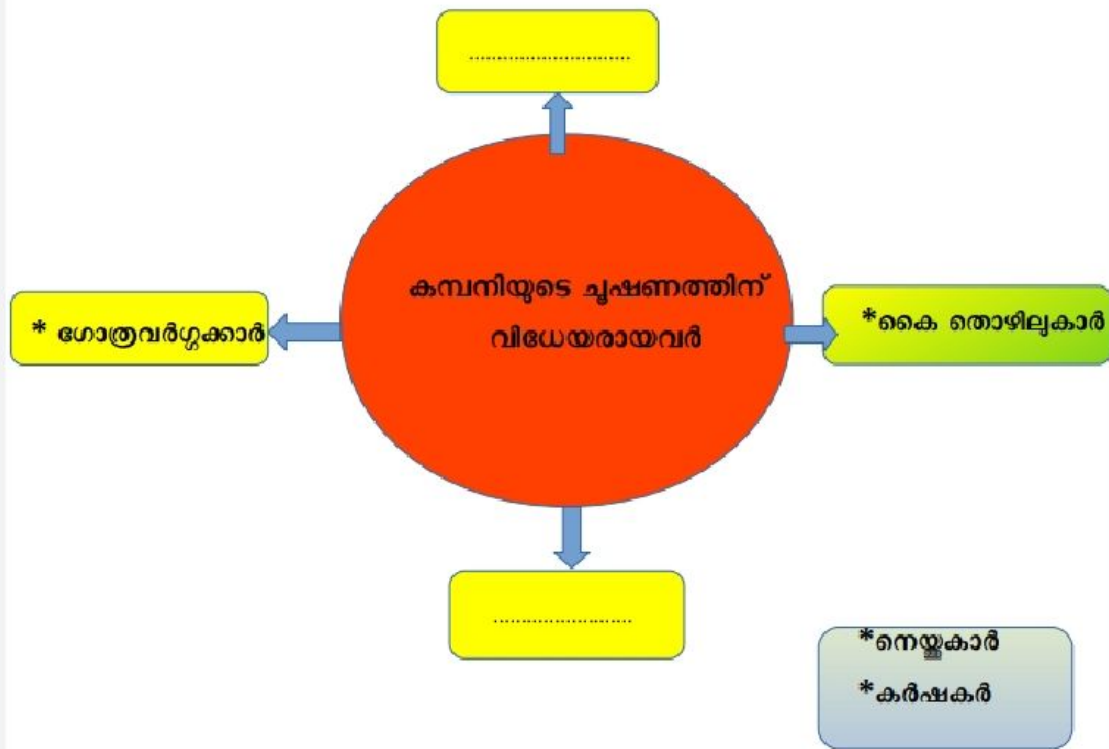 ..............................
കമ്പനിയുടെ ചൂഷണത്തിന്
വിധേയരായവർ
* ഗോത്രവർഗ്ഗക്കാർ
*കൈ തൊഴിലുകാർ
..........................
*നെയ്ത്തുകാർ
*കർഷകർ